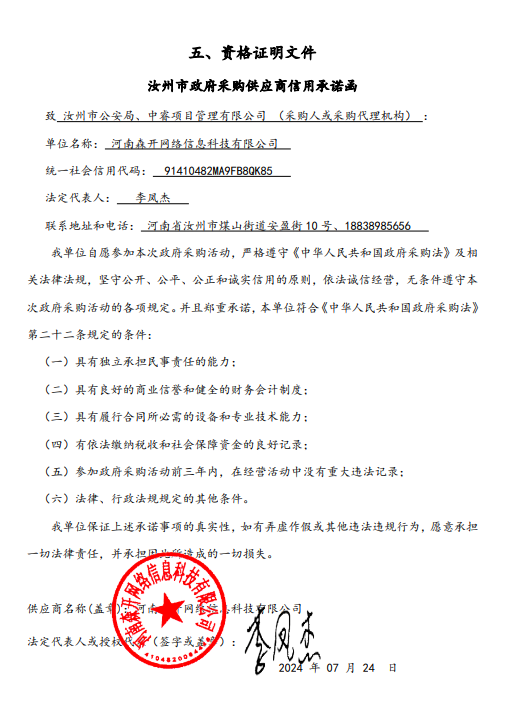 五、资格证明文件
汝州市政府采购供应商信用承诺函
致 汝州市公安局、中睿项目管理有限公司 （采购人或采购代理机构） ：
单位名称： 河南森开网络信息科技有限公司
统一社会信用代码： 91410482MA9FB8QK85
法定代表人： 李凤杰
联系地址和电话： 河南省汝州市煤山街道安盈街10号、18838985656
我单位自愿参加本次政府采购活动，严格遵守《中华人民共和国政府采购法》及相
关法律法规，坚守公开、公平、公正和诚实信用的原则，依法诚信经营，无条件遵守本
次政府采购活动的各项规定。并且郑重承诺，本单位符合《中华人民共和国政府采购法》
第二十二条规定的条件：
（一）具有独立承担民事责任的能力；
（二）具有良好的商业信誉和健全的财务会计制度；
（三）具有履行合同所必需的设备和专业技术能力；
（四）有依法缴纳税收和社会保障资金的良好记录；
（五）参加政府采购活动前三年内，在经营活动中没有重大违法记录；
（六）法律、行政法规规定的其他条件。
我单位保证上述承诺事项的真实性，如有弄虚作假或其他违法违规行为，愿意承担
一切法律责任，并承担因此所造成的一切损失。
供应商名称(盖章)：河南森开网络信息科技有限公司
河南森开网络信息科技有限公司
法定代表人或授权代表（签字或盖章）：
李凤杰
2024 年 07 月 24 日